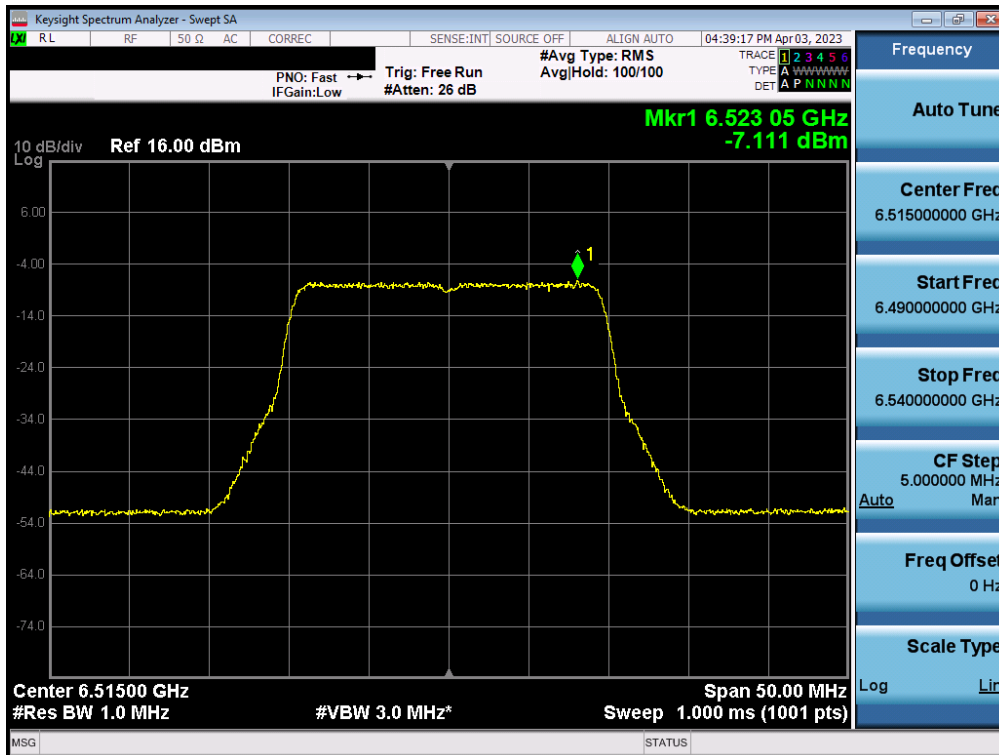 Keysight Spectrum Analyzer - Swept SA
LXI RL RF 50 Ω AC CORREC SENSE:INT SOURCE OFF ALIGN AUTO 04:39:17 PM Apr 03, 2023
PNO: Fast Trig: Free Run #Avg Type: RMS TRACE 1 2 3 4 5 6
IFGain:Low #Atten: 26 dB Avg|Hold: 100/100 TYPE A WWWWW
DET A P N N N N
Mkr1 6.523 05 GHz
-7.111 dBm
10 dB/div Ref 16.00 dBm
Log
1
6.00
-4.00
-14.0
-24.0
-34.0
-44.0
-54.0
-64.0
-74.0
Center 6.51500 GHz Span 50.00 MHz
#Res BW 1.0 MHz #VBW 3.0 MHz* Sweep 1.000 ms (1001 pts)
MSG STATUS
Frequency
Auto Tune
Center Freq
6.515000000 GHz
Start Freq
6.490000000 GHz
Stop Freq
6.540000000 GHz
CF Step
5.000000 MHz
Auto Man
Freq Offset
0 Hz
Scale Type
Log Lin